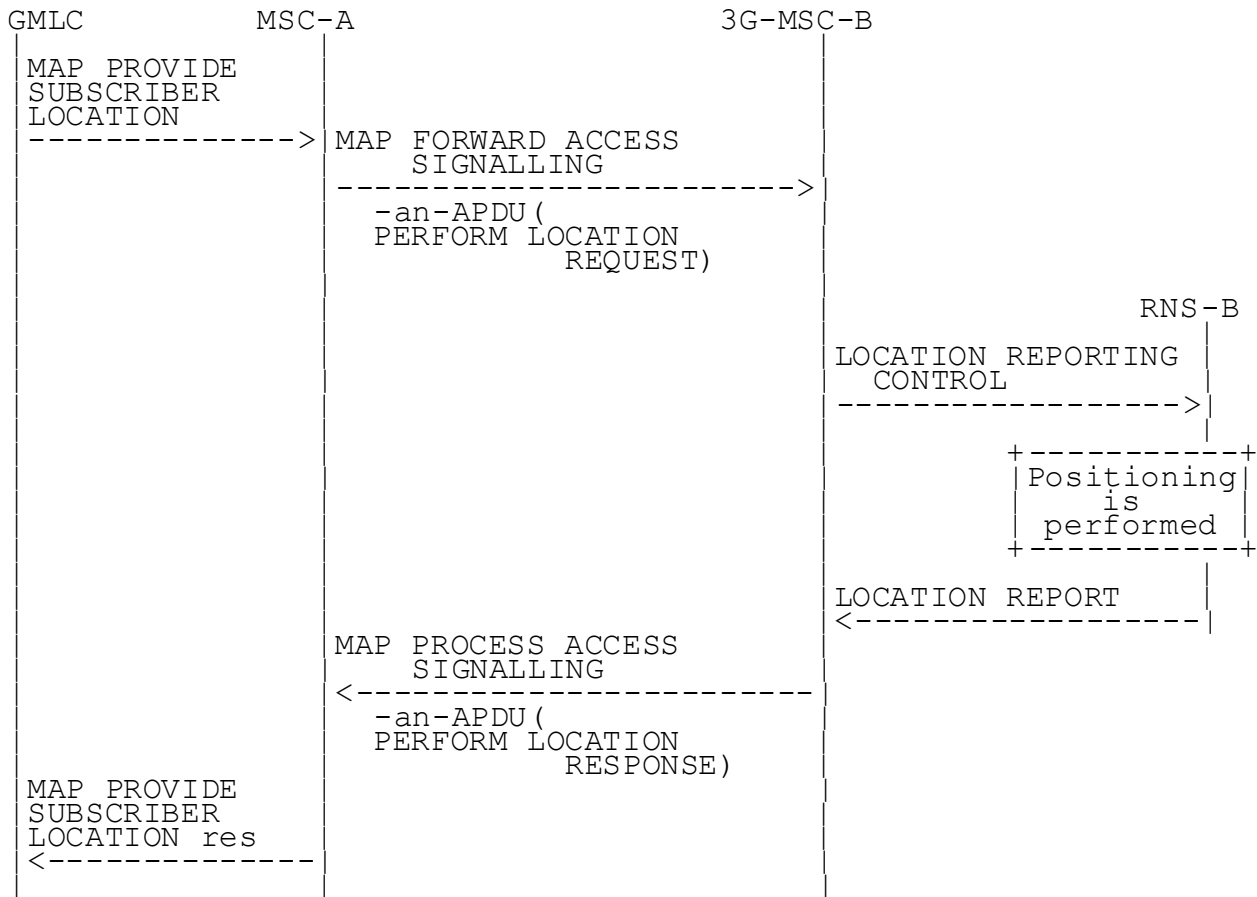 GMLC MSC-A 3G-MSC-B
MAP PROVIDE
SUBSCRIBER
LOCATION
MAP FORWARD ACCESS
SIGNALLING
-an-APDU(
PERFORM LOCATION
REQUEST)
RNS-B
LOCATION REPORTING
CONTROL
Positioning
is
performed
LOCATION REPORT
MAP PROCESS ACCESS
SIGNALLING
-an-APDU(
PERFORM LOCATION
RESPONSE)
MAP PROVIDE
SUBSCRIBER
LOCATION res